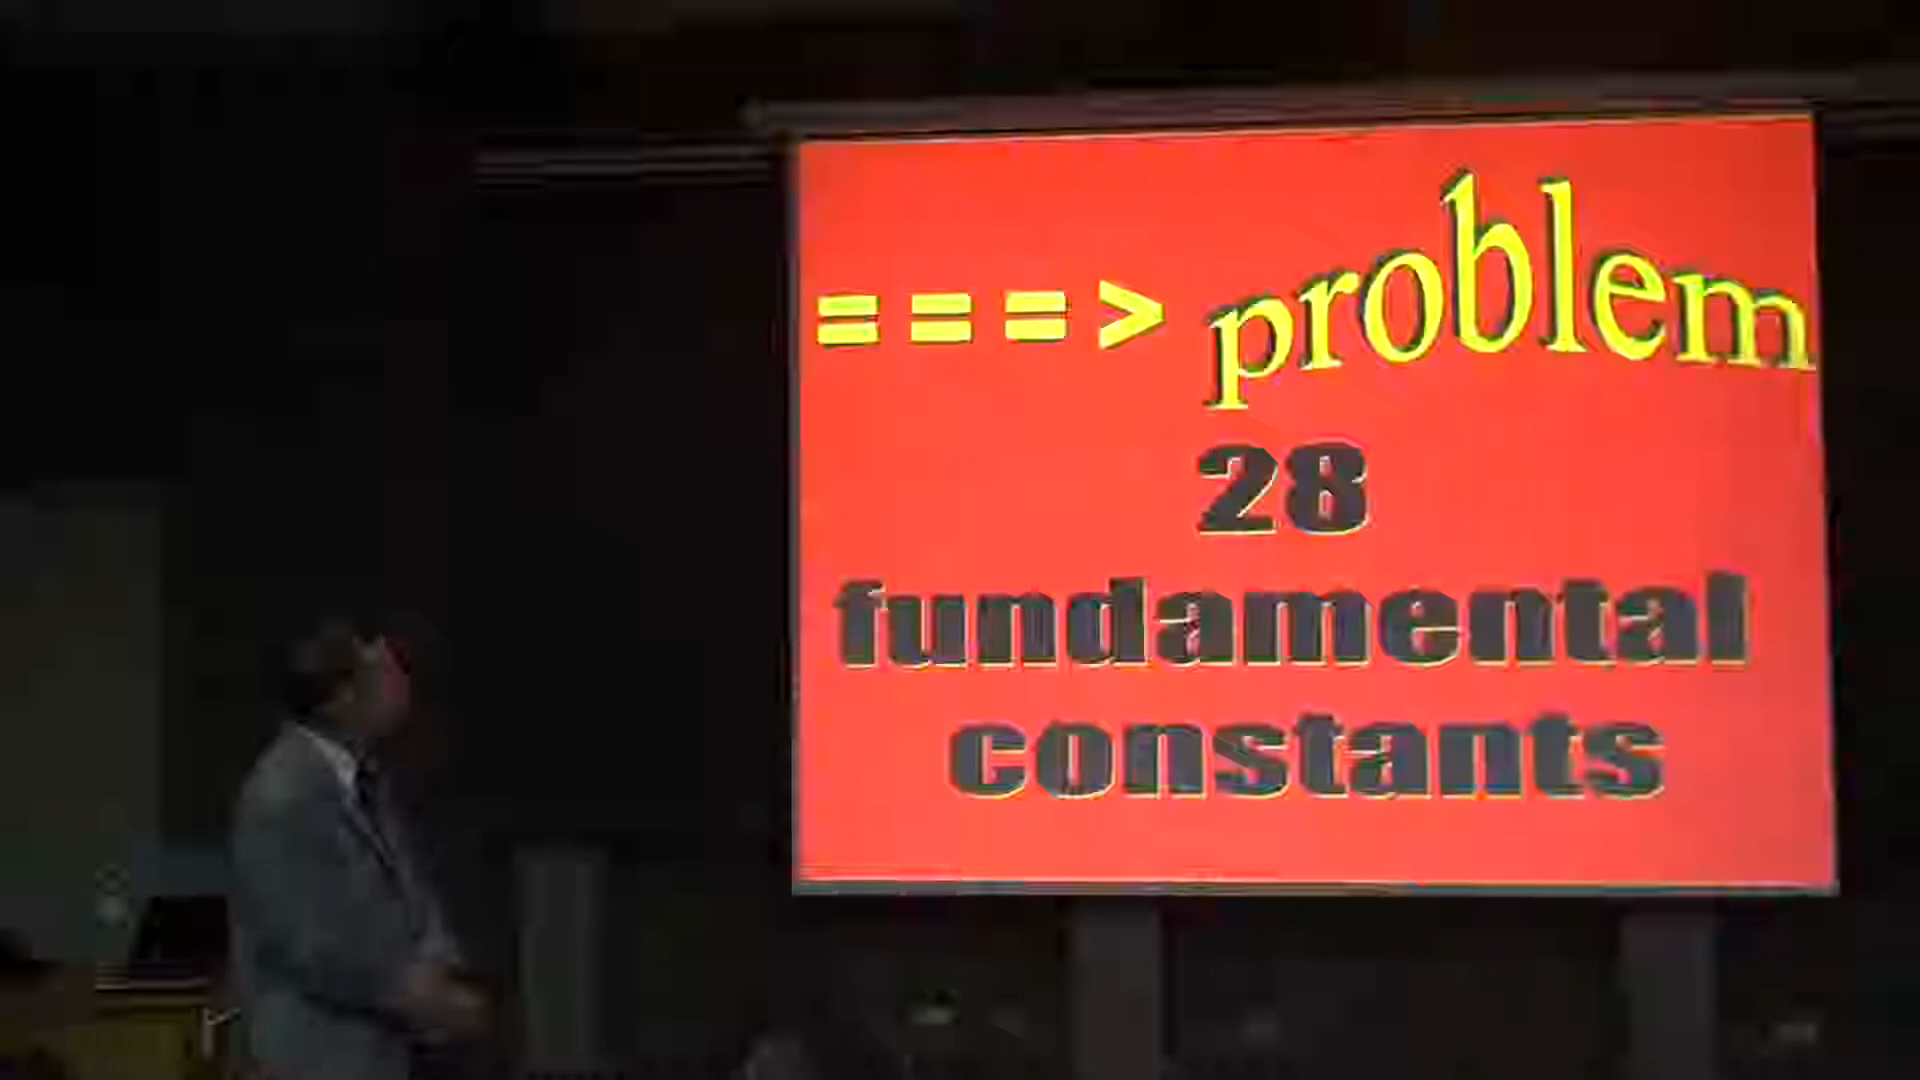 ===> problem
28
fundamental
constants